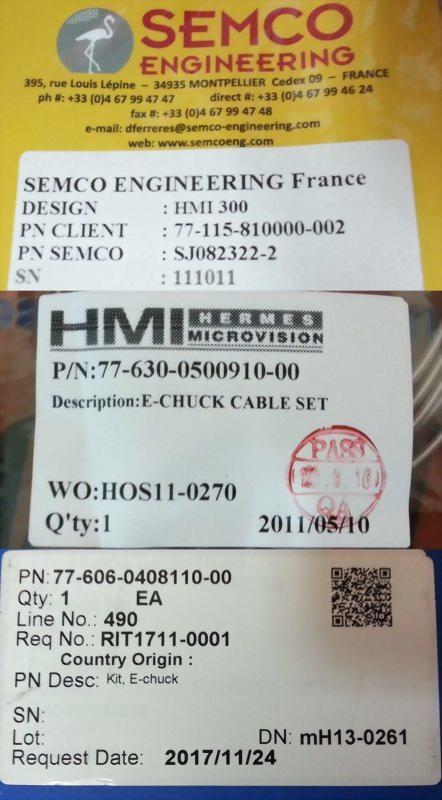 SEMCO
ENGINEERING
395, rue Louis Lépine – 34935 MONTPELLIER Cedex 09 – FRANCE
ph #: +33 (0)4 67 99 47 47 direct #: +33 (0)4 67 99 46 24
fax #: +33 (0)4 67 99 47 48
e-mail: dferreres@semco-engineering.com
web: www.semcoeng.com
SEMCO ENGINEERING France
DESIGN : HMI 300
PN CLIENT : 77-115-810000-002
PN SEMCO : SJ082322-2
SN : 111011
HMI HERMES
MICROVISION
P/N:77-630-0500910-00
Description:E-CHUCK CABLE SET
PASS
QA
WO:HOS11-0270
Q'ty:1 2011/05/10
PN: 77-606-0408110-00
Qty: 1 EA
Line No.: 490
Req No.: RIT1711-0001
Country Origin :
PN Desc: Kit, E-chuck
SN:
Lot: DN: mH13-0261
Request Date: 2017/11/24